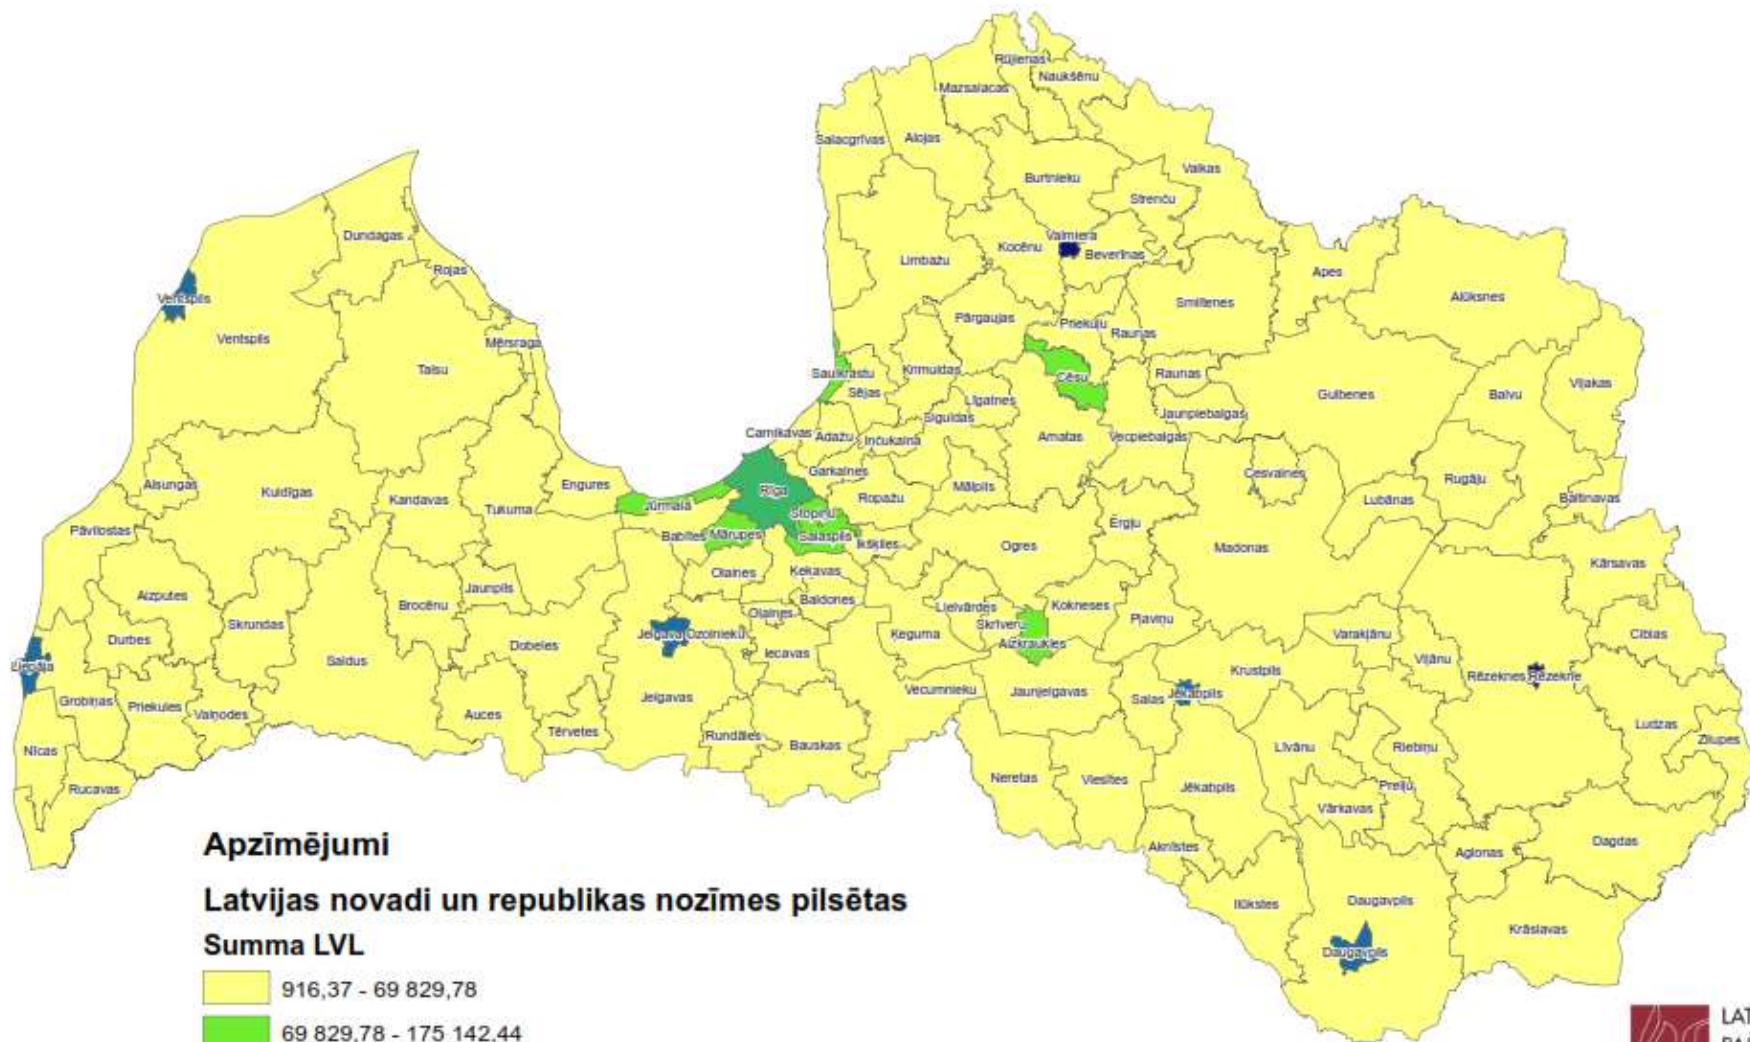 Rūjienas
Naukšēnu
Mazsalacas
Salacgrīvas
Alojas
Valkas
Burtnieku
Strenču
Dundagas
Valmiera
Kocēnu
Beverīnas
Limbažu
Rojas
Apes
Alūksnes
Ventspils
Smiltenes
Pārgaujas
Priekuļu
Raunas
Ventspils
Mērsraga
Talsu
Saulkrastu
Krimuldas
Cēsu
Raunas
Sējas
Līgatnes
Gulbenes
Balvu
Viļakas
Siguldas
Jaunpiebalgas
Carnikavas
Ādažu
Inčukalna
Amatas
Vecpiebalgas
Garkalnes
Cesvaines
Alsungas
Kuldīgas
Kandavas
Engures
Rīga
Ropažu
Mālpils
Rugāju
Lubānas
Baltinavas
Tukuma
Jūrmala
Stopiņu
Ērgļu
Pāvilostas
Babītes
Mārupes
Salaspils
Ikšķiles
Ogres
Madonas
Kārsavas
Olaines
Ķekavas
Aizputes
Jaunpils
Brocēnu
Baldones
Lielvārdes
Kokneses
Skrundas
Olaines
Skrīveru
Pļaviņu
Durbes
Jelgava
Ozolnieku
Ķeguma
Varakļānu
Ciblas
Dobeles
Aizkraukles
Iecavas
Saldus
Viļānu
Liepāja
Krustpils
Rēzeknes
Rēzekne
Grobiņas
Priekules
Vaiņodes
Jelgavas
Vecumnieku
Jaunjelgavas
Salas
Jēkabpils
Auces
Ludzas
Tērvetes
Rundāles
Bauskas
Līvānu
Riebiņu
Zilupes
Nīcas
Neretas
Viesītes
Jēkabpils
Preiļu
Rucavas
Vārkavas
Aknīstes
Aglonas
Dagdas
Ilūkstes
Daugavpils
Krāslavas
Daugavpils
Apzīmējumi
Latvijas novadi un republikas nozīmes pilsētas
Summa LVL
916,37 - 69 829,78
69 829,78 - 175 142,44